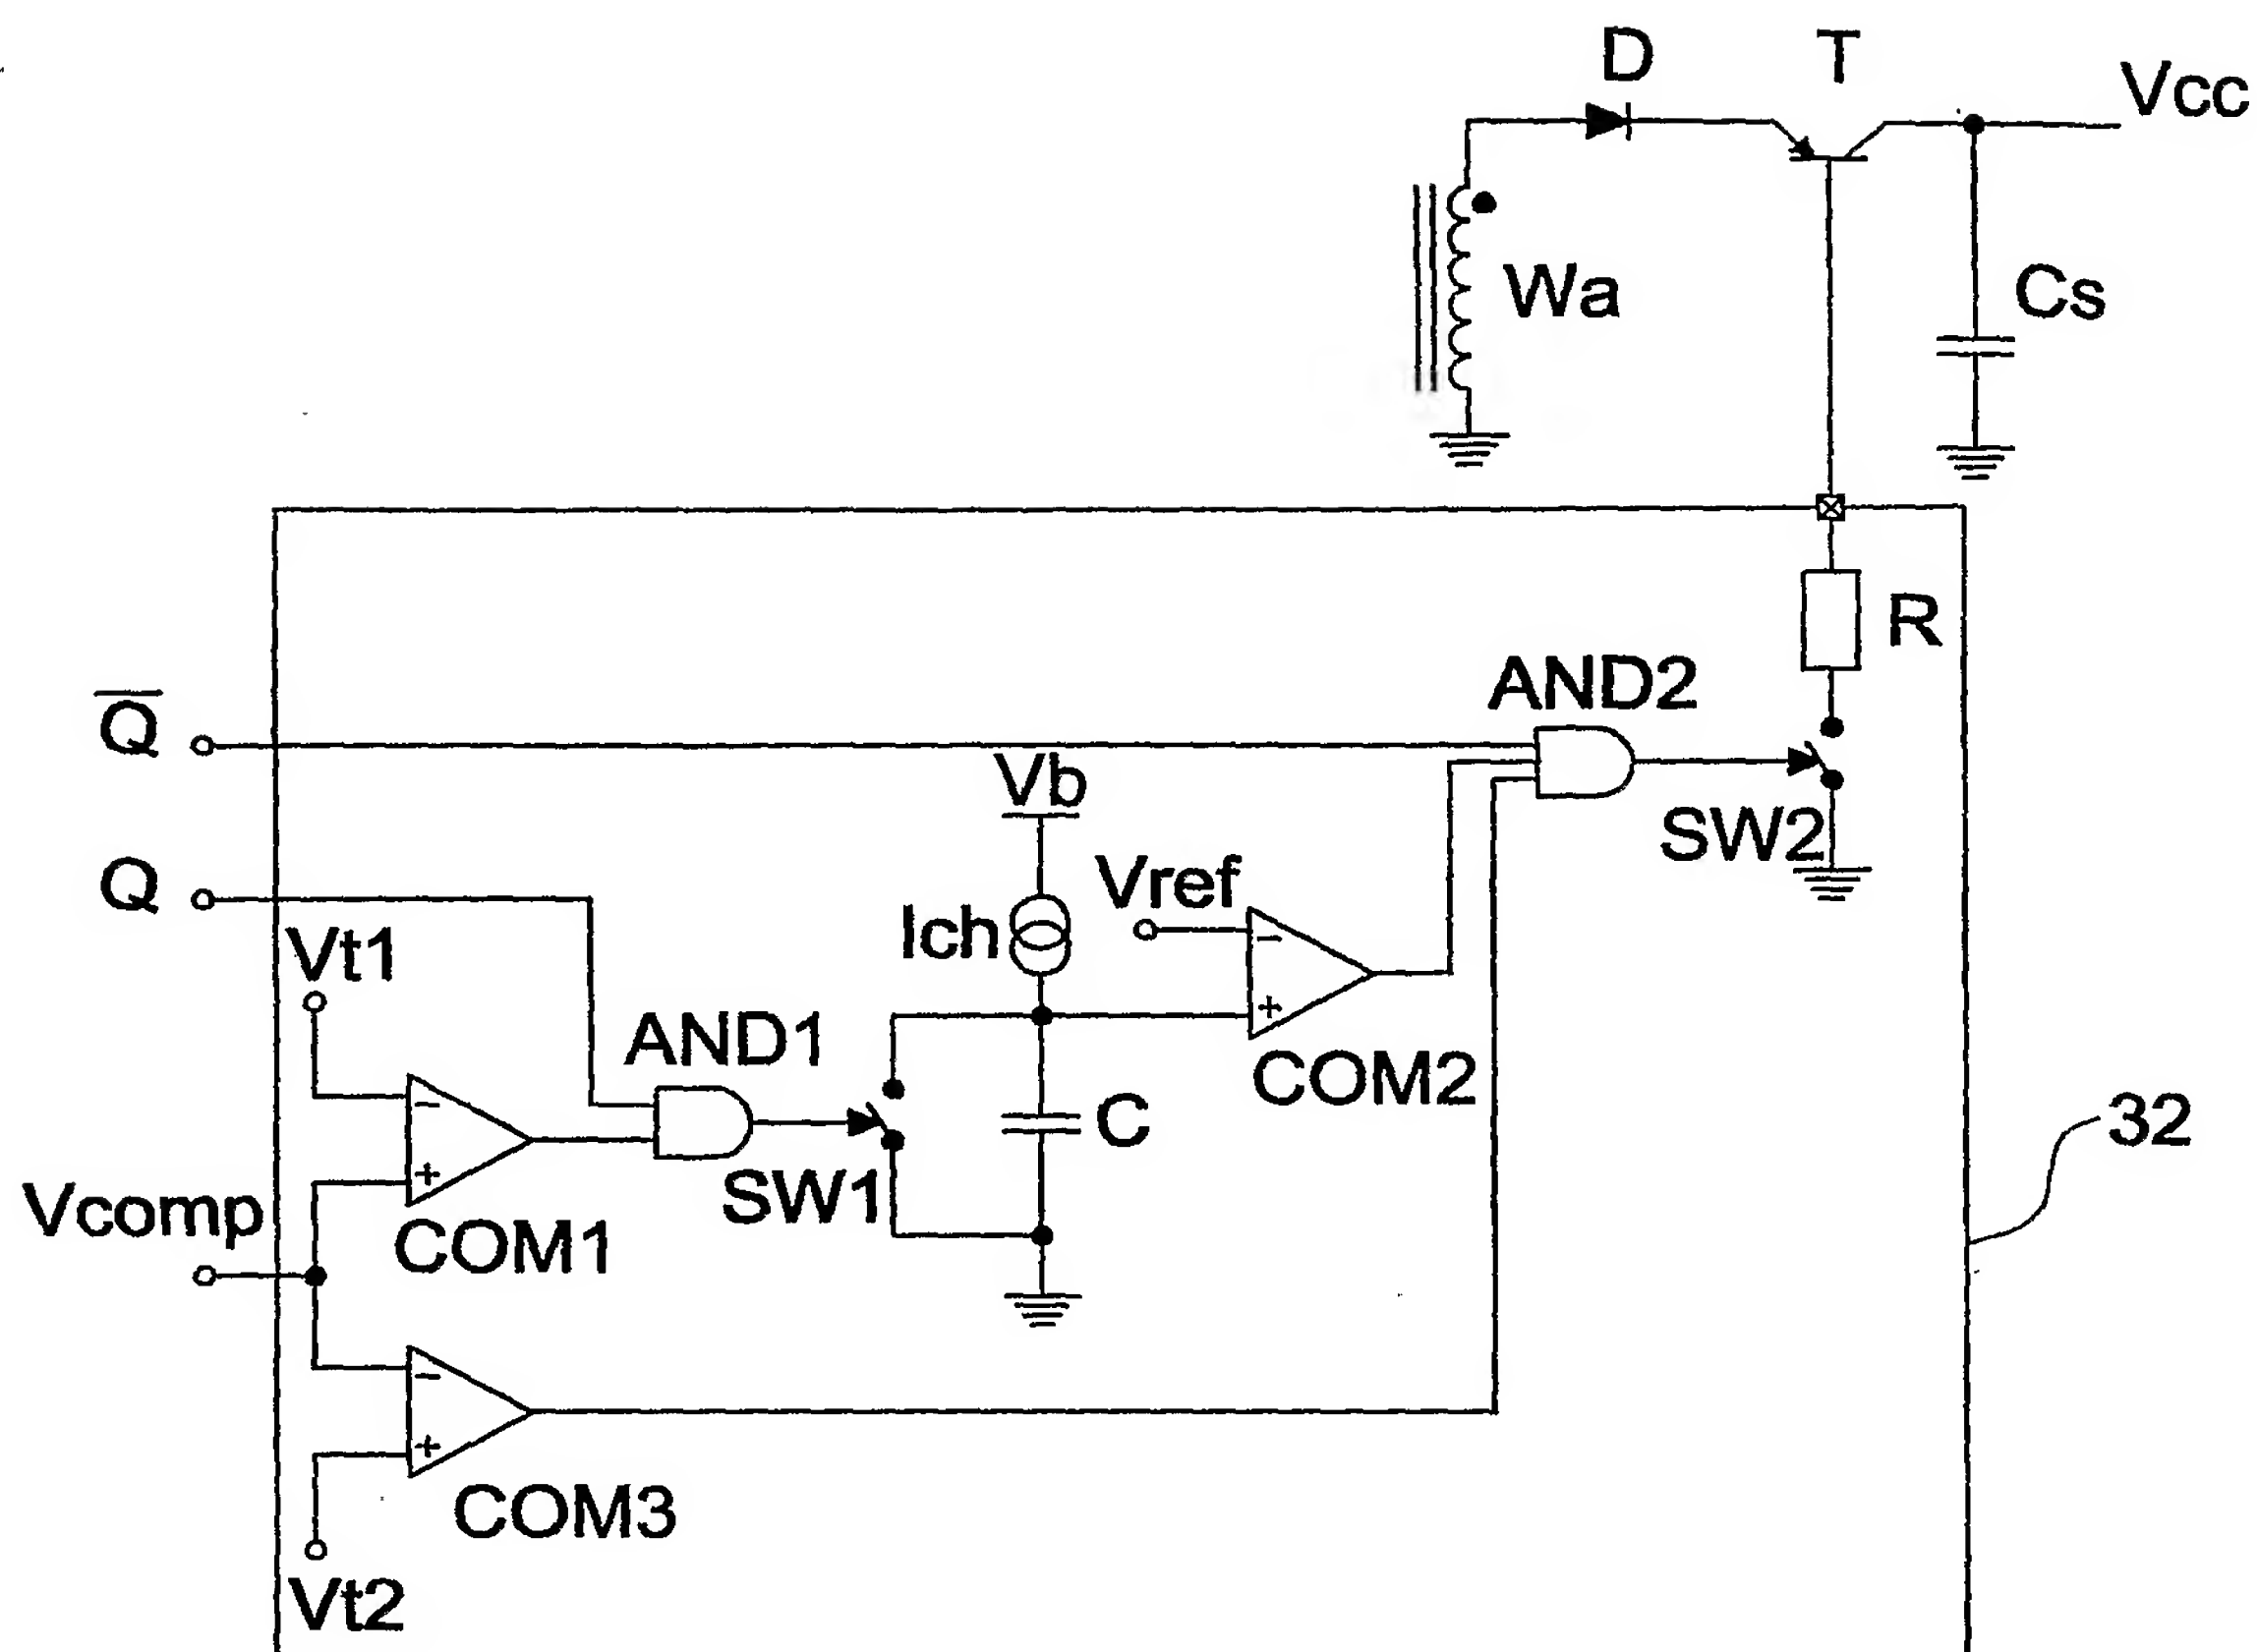 D
T
Vcc
Wa
Cs
R
AND2
Q
Vb
SW2
Q
Vref
Vt1
Ich
−
+
AND1
COM2
−
C
32
+
SW1
Vcomp
COM1
−
+
COM3
Vt2